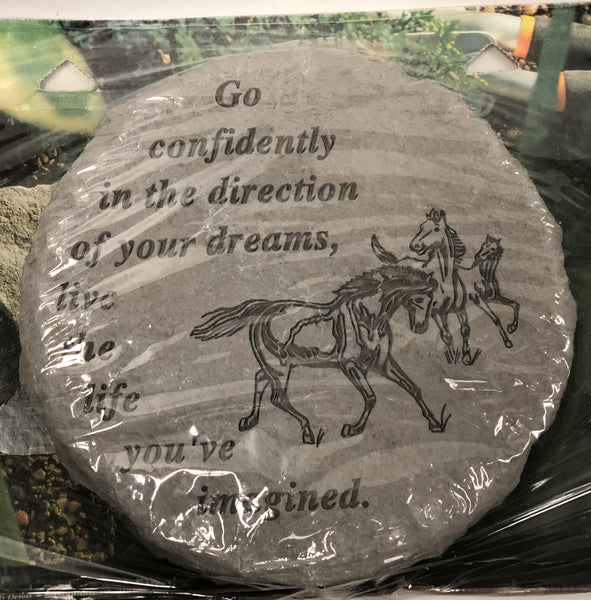 Go
confidently
in the direction
of your dreams,
live
the
life
you've
imagined.